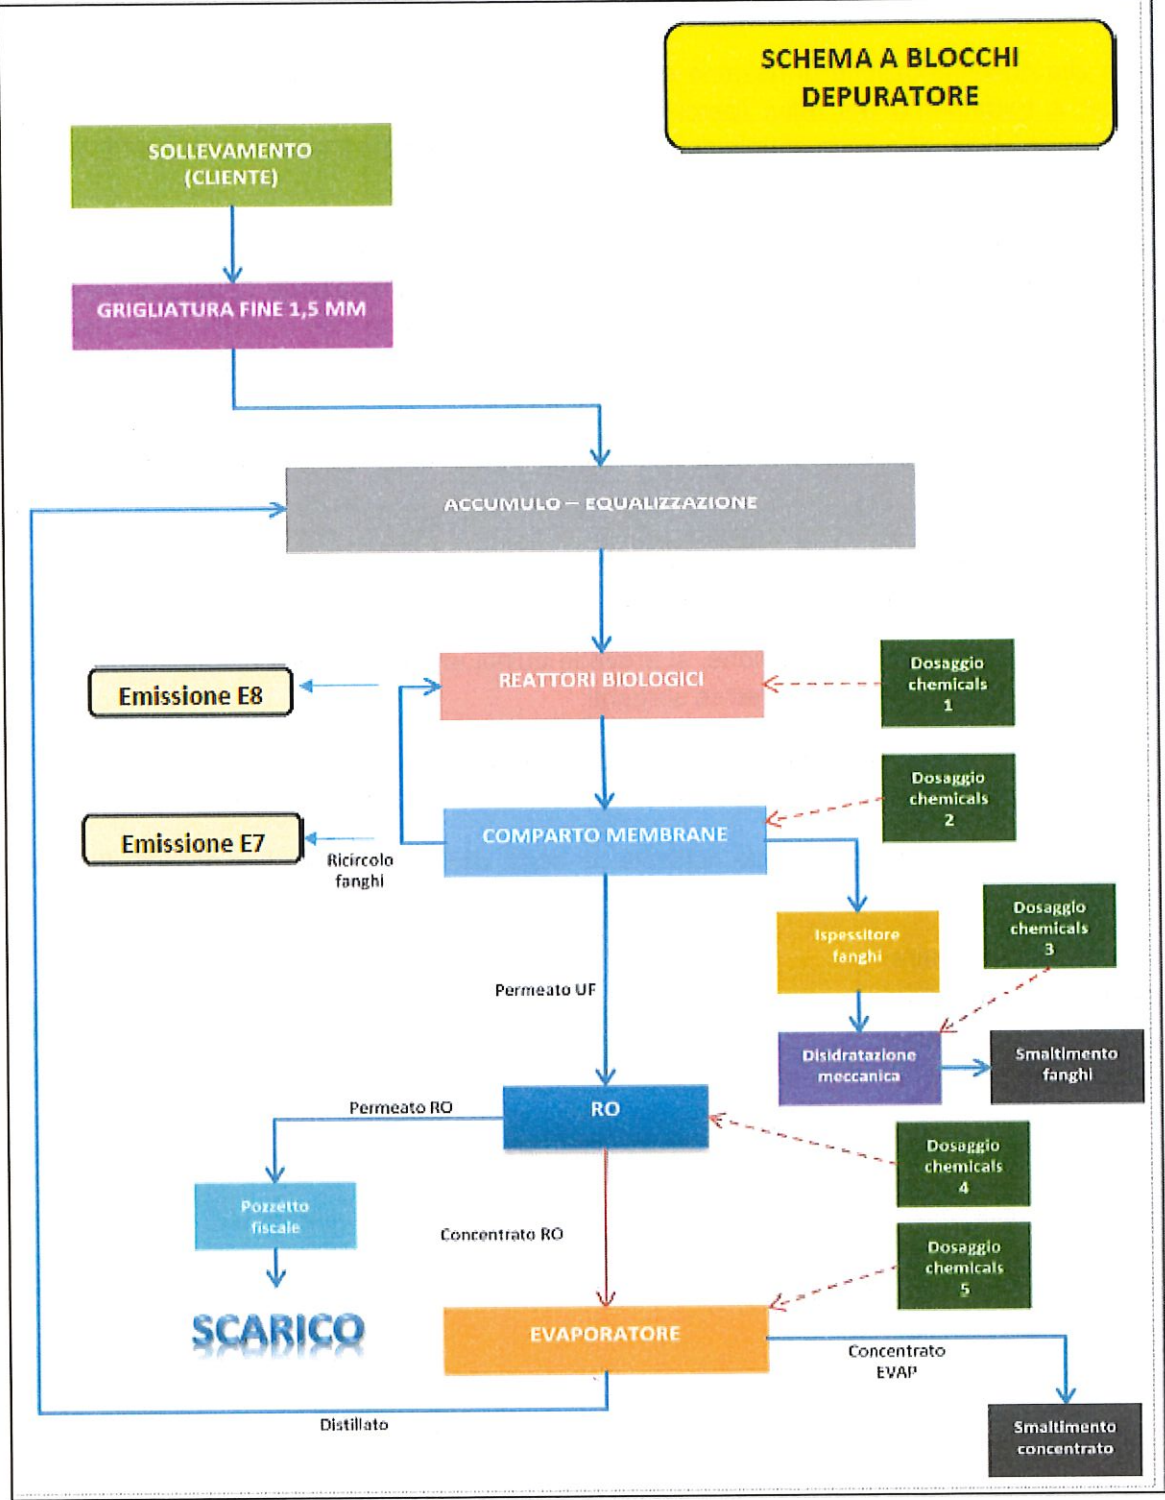 SCHEMA A BLOCCHI
DEPURATORE
SOLLEVAMENTO
(CLIENTE)
GRIGLIATURA FINE 1,5 MM
ACCUMULO – EQUALIZZAZIONE
REATTORI BIOLOGICI
Dosaggio
chemicals
1
Emissione E8
Dosaggio
chemicals
2
COMPARTO MEMBRANE
Emissione E7
Ricircolo
fanghi
Ispessitore
fanghi
Dosaggio
chemicals
3
Permeato UF
Disidratazione
meccanica
Smaltimento
fanghi
RO
Permeato RO
Dosaggio
chemicals
4
Pozzetto
fiscale
Concentrato RO
Dosaggio
chemicals
5
SCARICO
EVAPORATORE
Concentrato
EVAP
Distillato
Smaltimento
concentrato